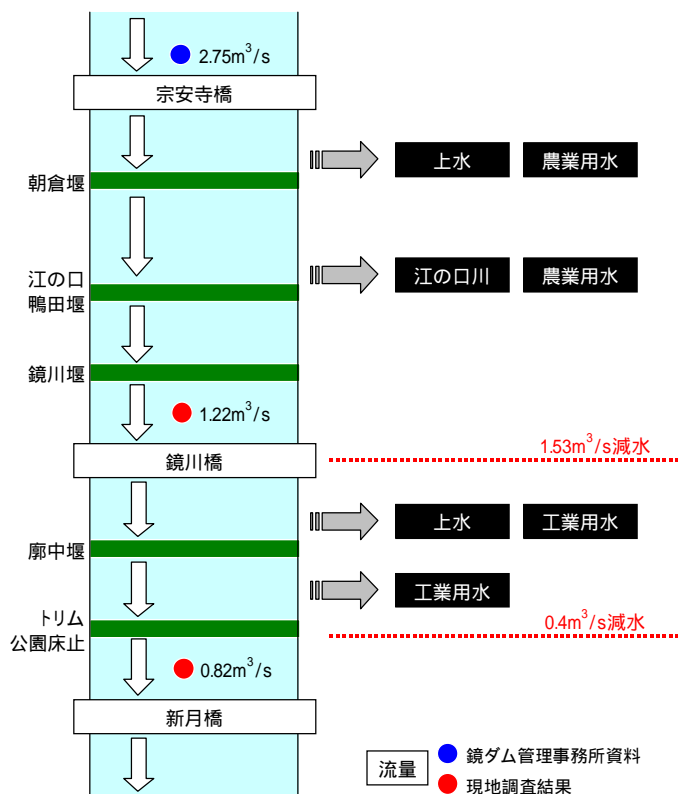 2.75m³/s
宗安寺橋
上水
農業用水
朝倉堰
江の口川
農業用水
江の口
鴨田堰
鏡川堰
1.22m³/s
1.53m³/s減水
鏡川橋
上水
工業用水
廓中堰
工業用水
トリム
公園床止
0.4m³/s減水
0.82m³/s
新月橋
流量
鏡ダム管理事務所資料
現地調査結果